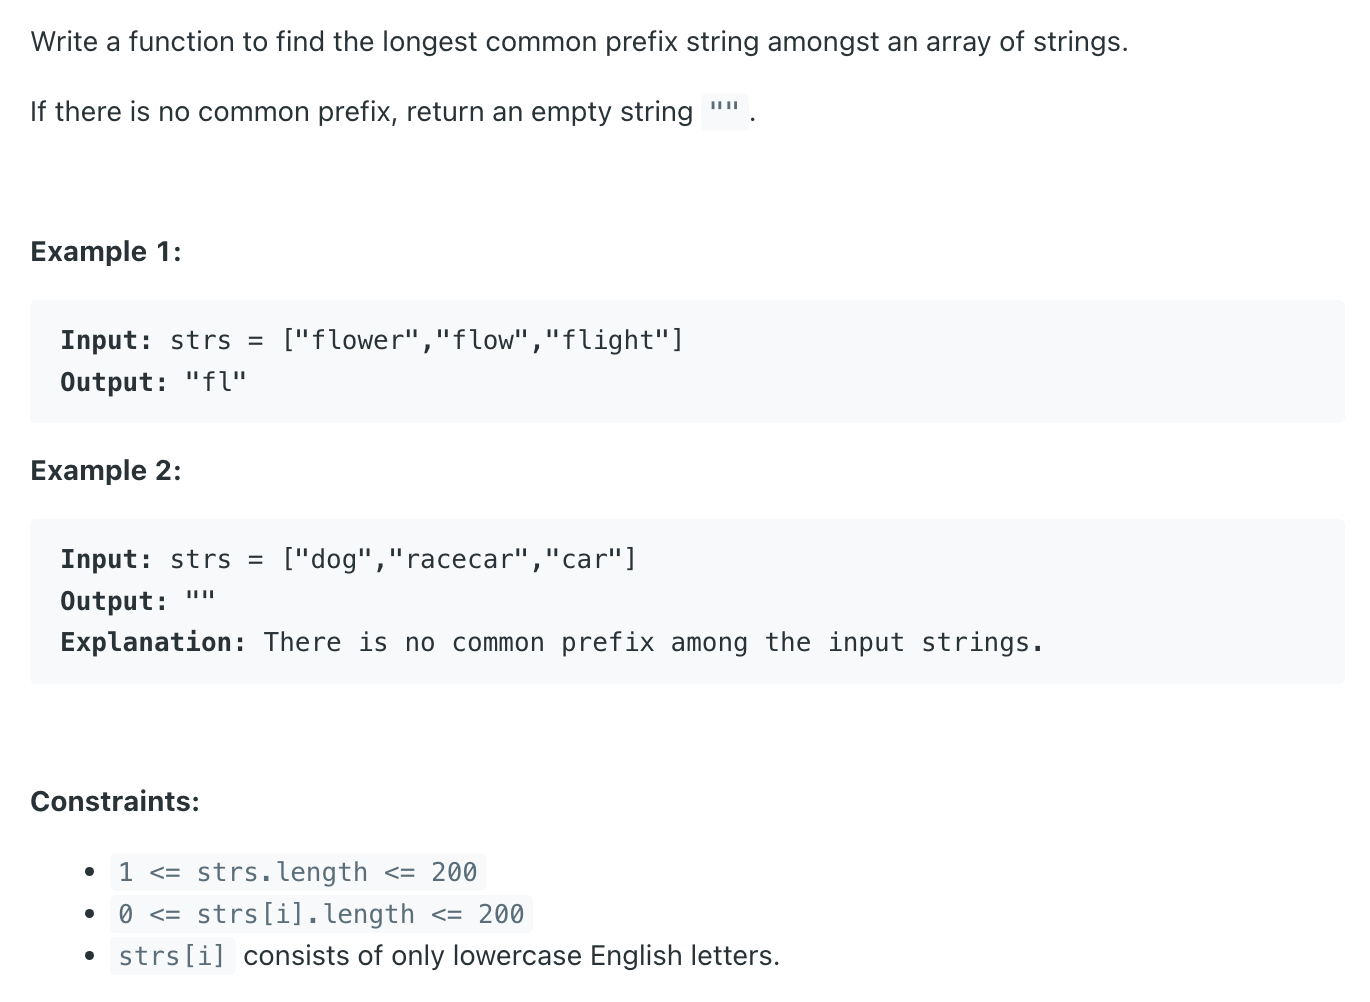 Write a function to find the longest common prefix string amongst an array of strings.
If there is no common prefix, return an empty string "".
Example 1:
Input: strs = ["flower","flow","flight"]
Output: "fl"
Example 2:
Input: strs = ["dog","racecar","car"]
Output: ""
Explanation: There is no common prefix among the input strings.
Constraints:
• 1 <= strs.length <= 200
• 0 <= strs[i].length <= 200
• strs[i] consists of only lowercase English letters.